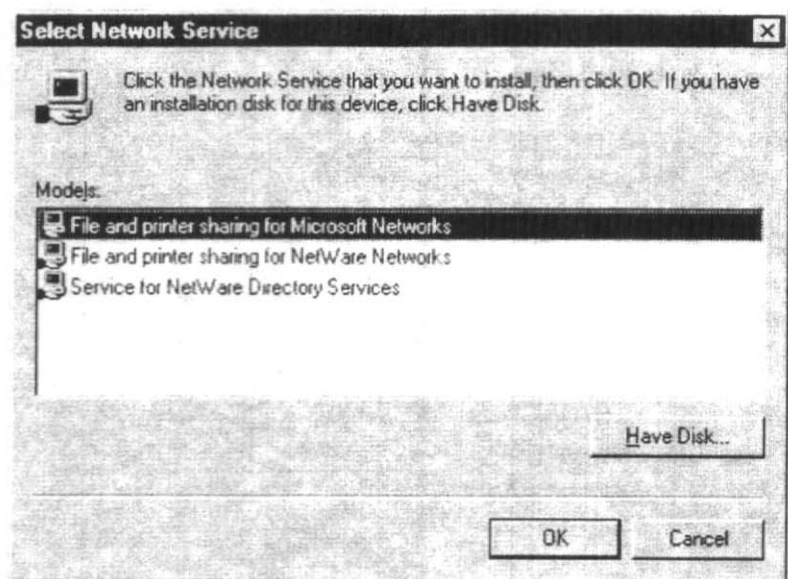 Select Network Service
Click the Network Service that you want to install, then click OK. If you have
an installation disk for this device, click Have Disk.
Models:
File and printer sharing for Microsoft Networks
File and printer sharing for NetWare Networks
Service for NetWare Directory Services
Have Disk...
OK
Cancel